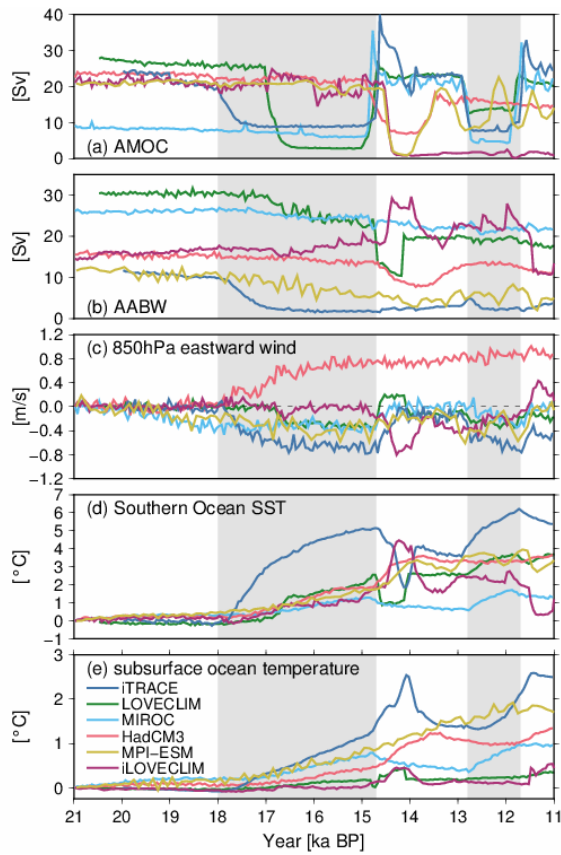 40
30
20
10
0
[Sv]
(a) AMOC
30
20
10
0
[Sv]
(b) AABW
1.2
0.8
0.4
0.0
−0.4
−0.8
−1.2
[m/s]
(c) 850hPa eastward wind
7
6
5
4
3
2
1
0
−1
[°C]
(d) Southern Ocean SST
3
2
1
0
[°C]
(e) subsurface ocean temperature
iTRACE
LOVECLIM
MIROC
HadCM3
MPI-ESM
iLOVECLIM
21 20 19 18 17 16 15 14 13 12 11
Year [ka BP]